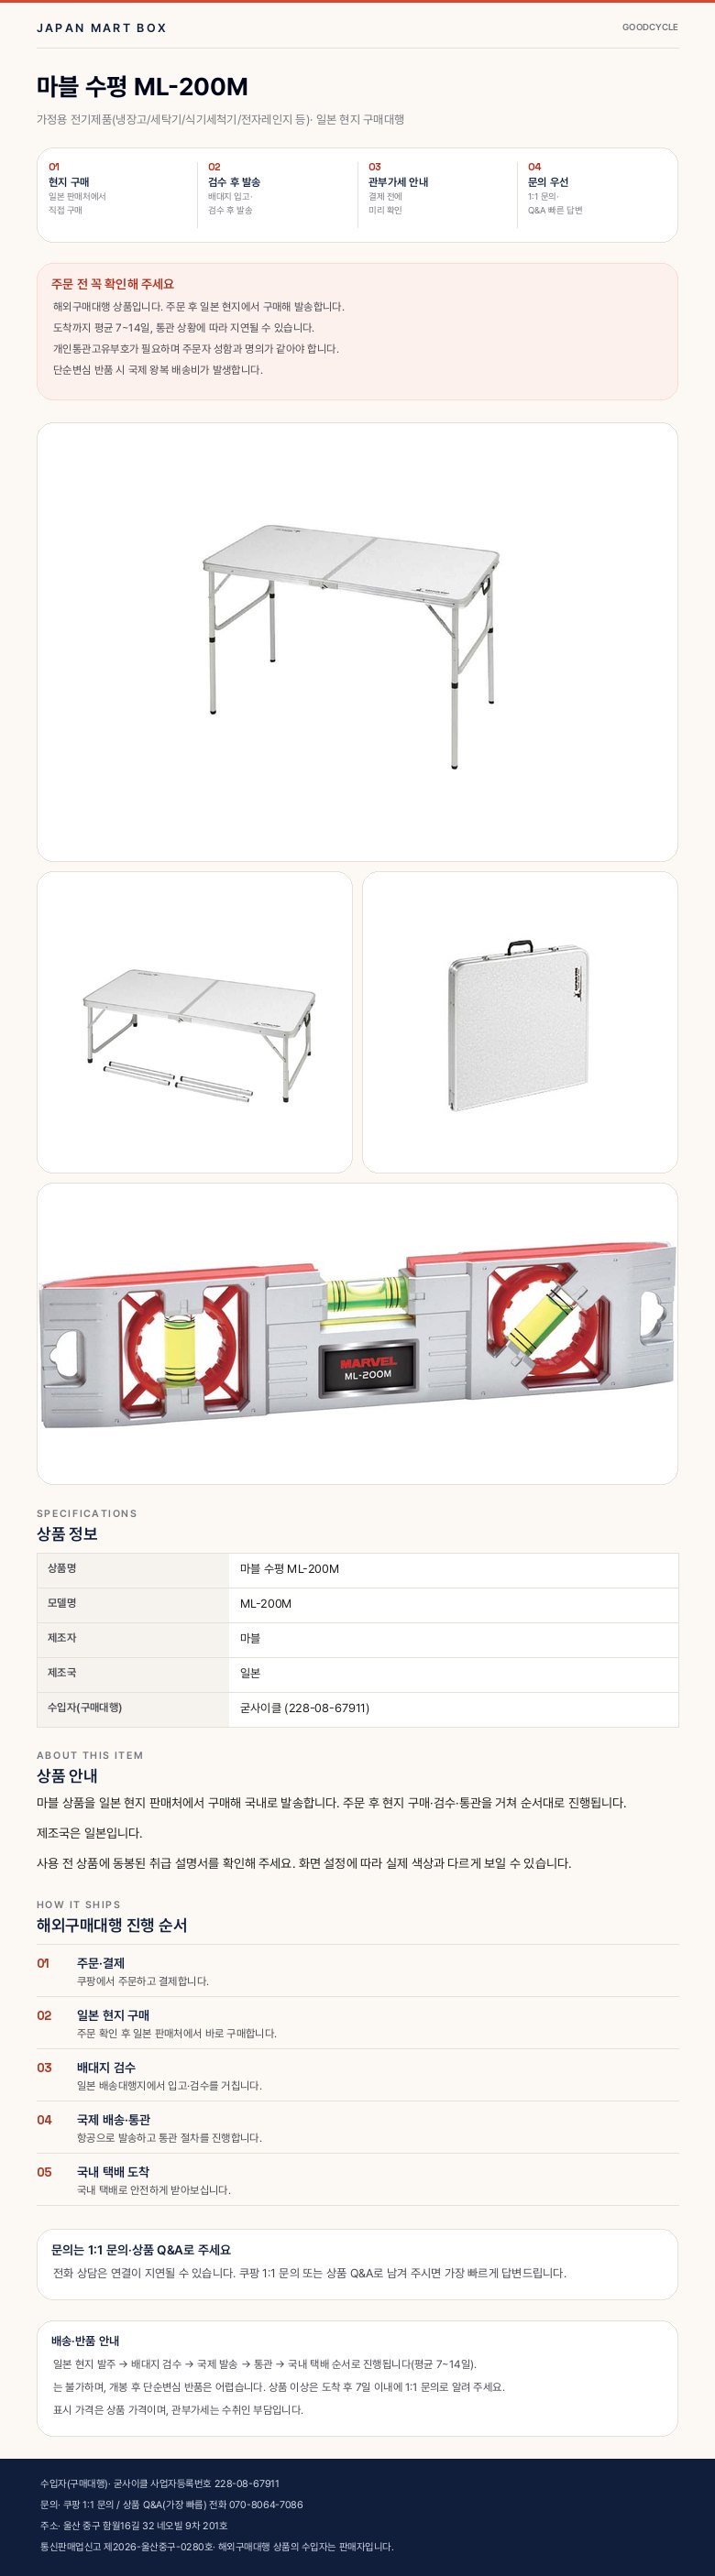 JAPAN MART BOX
GOODCYCLE
마블 수평 ML-200M
가정용 전기제품(냉장고/세탁기/식기세척기/전자레인지 등)· 일본 현지 구매대행
01
현지 구매
일본 판매처에서
직접 구매
02
검수 후 발송
배대지 입고·
검수 후 발송
03
관부가세 안내
결제 전에
미리 확인
04
문의 우선
1:1 문의·
Q&A 빠른 답변
주문 전 꼭 확인해 주세요
해외구매대행 상품입니다. 주문 후 일본 현지에서 구매해 발송합니다.
도착까지 평균 7~14일, 통관 상황에 따라 지연될 수 있습니다.
개인통관고유부호가 필요하며 주문자 성함과 명의가 같아야 합니다.
단순변심 반품 시 국제 왕복 배송비가 발생합니다.
MARVEL
ML-200M
SPECIFICATIONS
상품 정보
상품명 마블 수평 ML-200M
모델명 ML-200M
제조자 마블
제조국 일본
수입자(구매대행) 굳사이클 (228-08-67911)
ABOUT THIS ITEM
상품 안내
마블 상품을 일본 현지 판매처에서 구매해 국내로 발송합니다. 주문 후 현지 구매·검수·통관을 거쳐 순서대로 진행됩니다.
제조국은 일본입니다.
사용 전 상품에 동봉된 취급 설명서를 확인해 주세요. 화면 설정에 따라 실제 색상과 다르게 보일 수 있습니다.
HOW IT SHIPS
해외구매대행 진행 순서
01 주문·결제
쿠팡에서 주문하고 결제합니다.
02 일본 현지 구매
주문 확인 후 일본 판매처에서 바로 구매합니다.
03 배대지 검수
일본 배송대행지에서 입고·검수를 거칩니다.
04 국제 배송·통관
항공으로 발송하고 통관 절차를 진행합니다.
05 국내 택배 도착
국내 택배로 안전하게 받아보십니다.
문의는 1:1 문의·상품 Q&A로 주세요
전화 상담은 연결이 지연될 수 있습니다. 쿠팡 1:1 문의 또는 상품 Q&A로 남겨 주시면 가장 빠르게 답변드립니다.
배송·반품 안내
일본 현지 발주 → 배대지 검수 → 국제 발송 → 통관 → 국내 택배 순서로 진행됩니다(평균 7~14일).
는 불가하며, 개봉 후 단순변심 반품은 어렵습니다. 상품 이상은 도착 후 7일 이내에 1:1 문의로 알려 주세요.
표시 가격은 상품 가격이며, 관부가세는 수취인 부담입니다.
수입자(구매대행)· 굳사이클 사업자등록번호 228-08-67911
문의· 쿠팡 1:1 문의 / 상품 Q&A(가장 빠름) 전화 070-8064-7086
주소· 울산 중구 함월16길 32 네오빌 9차 201호
통신판매업신고 제2026-울산중구-0280호· 해외구매대행 상품의 수입자는 판매자입니다.